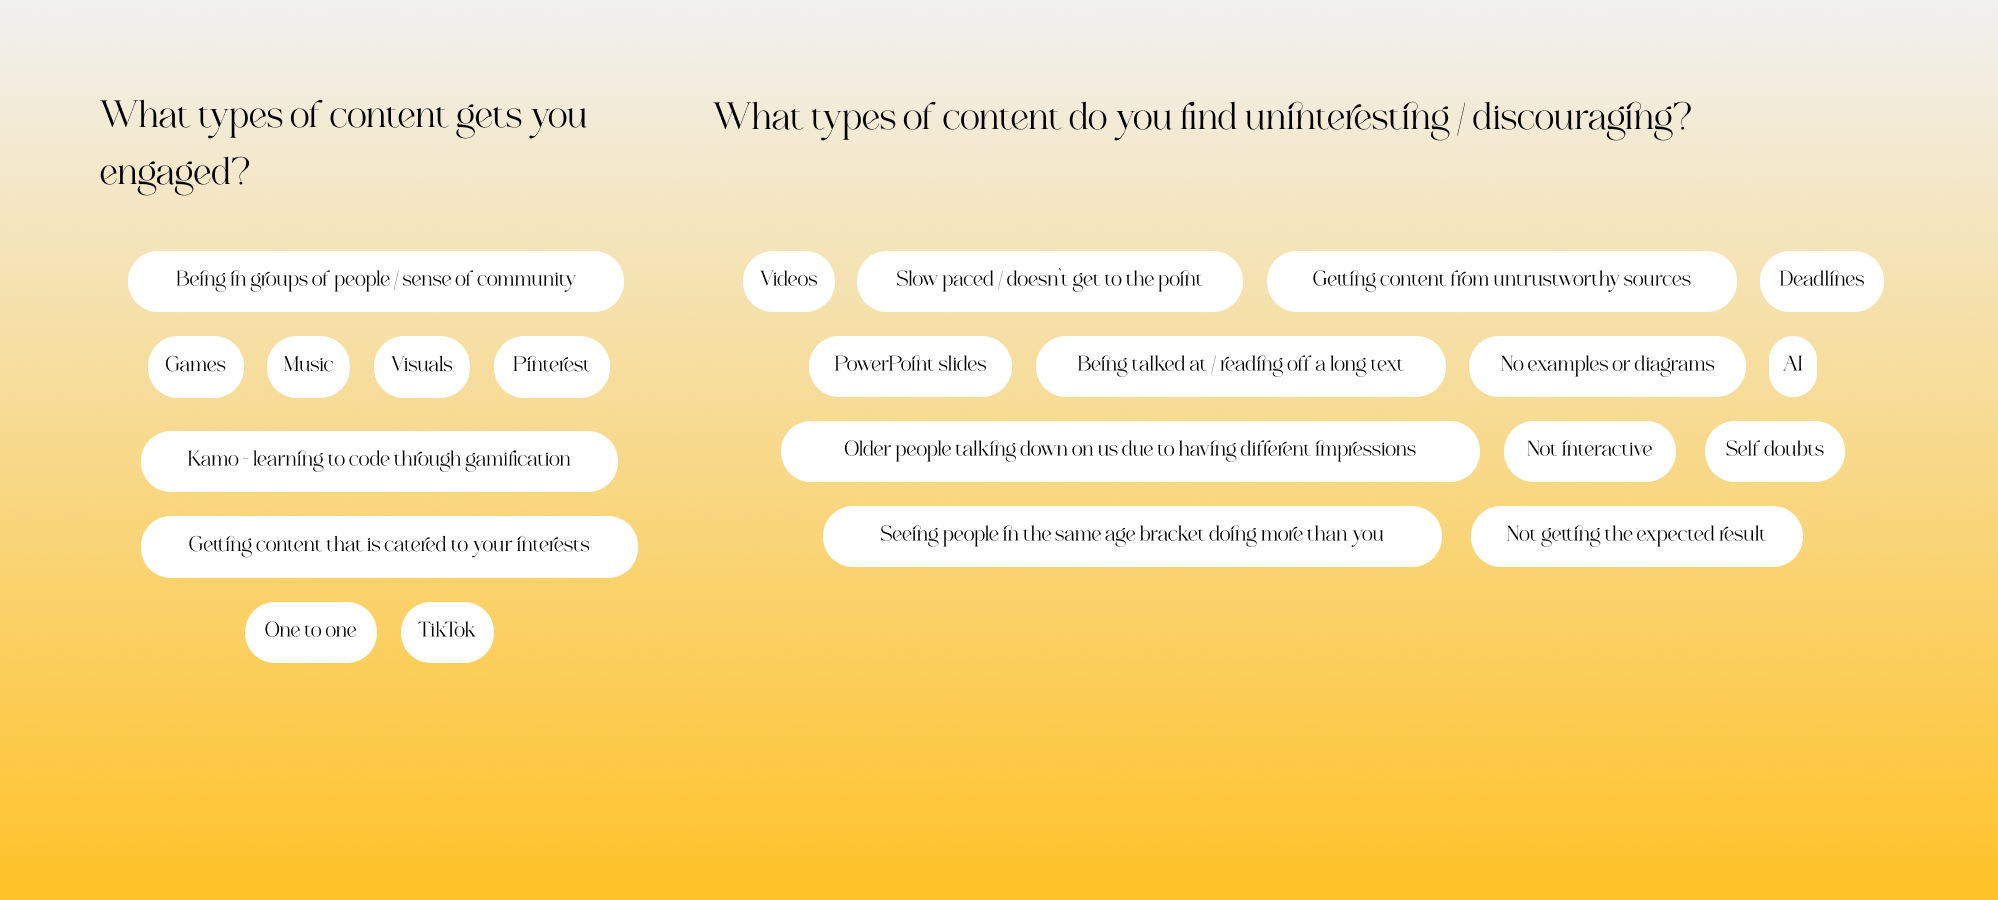 What types of content gets you
engaged?
Being in groups of people / sense of community
Games
Music
Visuals
Pinterest
Kamo - learning to code through gamification
Getting content that is catered to your interests
One to one
TikTok
What types of content do you find uninteresting / discouraging?
Videos
Slow paced / doesn't get to the point
Getting content from untrustworthy sources
Deadlines
PowerPoint slides
Being talked at / reading off a long text
No examples or diagrams
AI
Older people talking down on us due to having different impressions
Not interactive
Self doubts
Seeing people in the same age bracket doing more than you
Not getting the expected result